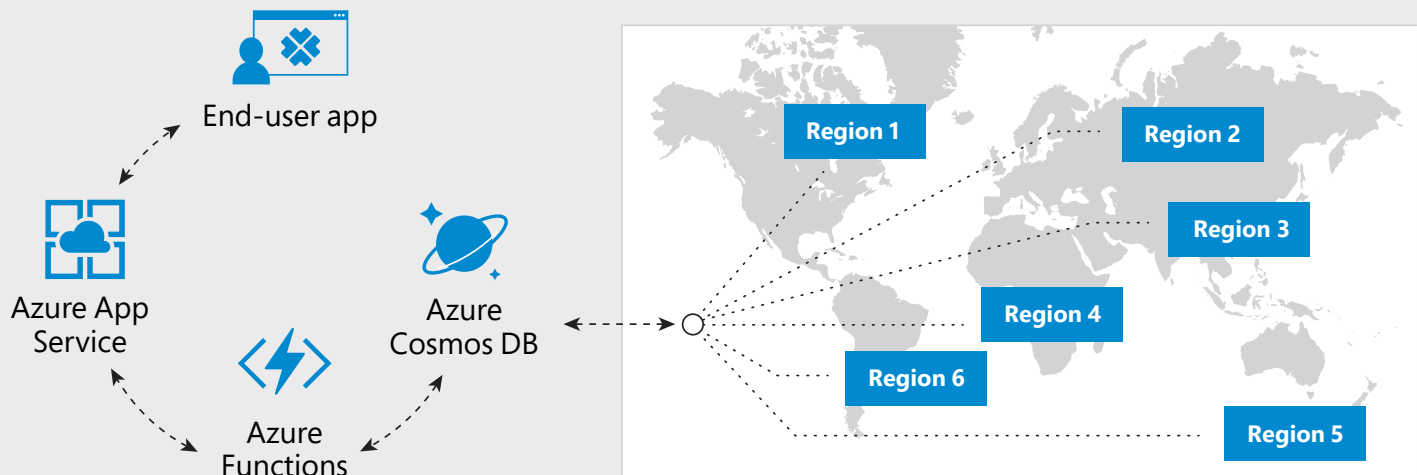 End-user app
Azure App
Service
Azure
Functions
Azure
Cosmos DB
Region 1
Region 2
Region 3
Region 4
Region 6
Region 5